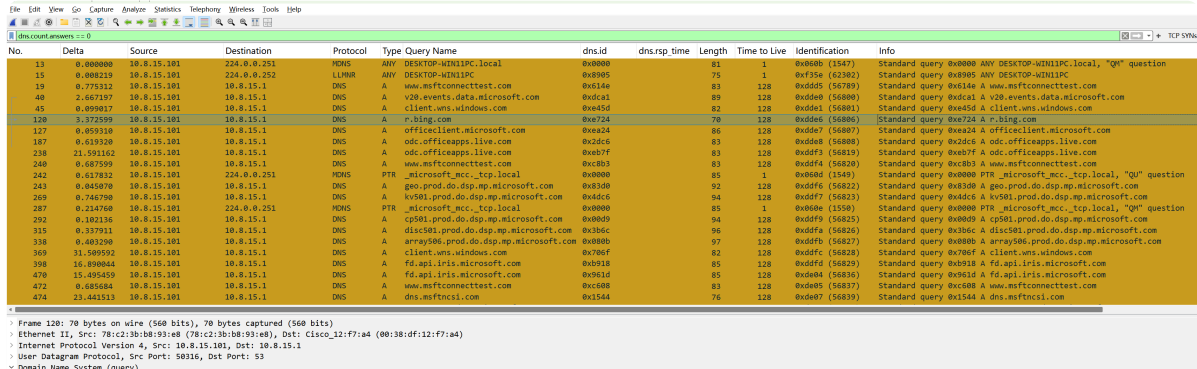 File Edit View Go Capture Analyze Statistics Telephony Wireless Tools Help
dns.count.answers == 0 + TCP SYNs
No. Delta Source Destination Protocol Type Query Name dns.id dns.rsp_time Length Time to Live Identification Info
13 0.000000 10.8.15.101 224.0.0.251 MDNS ANY DESKTOP-WIN11PC.local 0x0000 81 1 0x060b (1547) Standard query 0x0000 ANY DESKTOP-WIN11PC.local, "QM" question
15 0.008219 10.8.15.101 224.0.0.252 LLMNR ANY DESKTOP-WIN11PC 0x8905 75 1 0xf35e (62302) Standard query 0x8905 ANY DESKTOP-WIN11PC
19 0.775312 10.8.15.101 10.8.15.1 DNS A www.msftconnecttest.com 0x614e 83 128 0xddd5 (56789) Standard query 0x614e A www.msftconnecttest.com
40 2.667197 10.8.15.101 10.8.15.1 DNS A v20.events.data.microsoft.com 0xdca1 89 128 0xdde0 (56800) Standard query 0xdca1 A v20.events.data.microsoft.com
45 0.099017 10.8.15.101 10.8.15.1 DNS A client.wns.windows.com 0xe45d 82 128 0xdde1 (56801) Standard query 0xe45d A client.wns.windows.com
120 3.372599 10.8.15.101 10.8.15.1 DNS A r.bing.com 0xe724 70 128 0xdde6 (56806) Standard query 0xe724 A r.bing.com
127 0.059310 10.8.15.101 10.8.15.1 DNS A officeclient.microsoft.com 0xea24 86 128 0xdde7 (56807) Standard query 0xea24 A officeclient.microsoft.com
187 0.619320 10.8.15.101 10.8.15.1 DNS A odc.officeapps.live.com 0x2dc6 83 128 0xdde8 (56808) Standard query 0x2dc6 A odc.officeapps.live.com
238 21.591162 10.8.15.101 10.8.15.1 DNS A odc.officeapps.live.com 0xeb7f 83 128 0xddf3 (56819) Standard query 0xeb7f A odc.officeapps.live.com
240 0.687599 10.8.15.101 10.8.15.1 DNS A www.msftconnecttest.com 0xc8b3 83 128 0xddf4 (56820) Standard query 0xc8b3 A www.msftconnecttest.com
242 0.617832 10.8.15.101 224.0.0.251 MDNS PTR _microsoft_mcc._tcp.local 0x0000 85 1 0x060d (1549) Standard query 0x0000 PTR _microsoft_mcc._tcp.local, "QU" question
243 0.045070 10.8.15.101 10.8.15.1 DNS A geo.prod.do.dsp.mp.microsoft.com 0x83d0 92 128 0xddf6 (56822) Standard query 0x83d0 A geo.prod.do.dsp.mp.microsoft.com
269 0.746790 10.8.15.101 10.8.15.1 DNS A kv501.prod.do.dsp.mp.microsoft.com 0x4dc6 94 128 0xddf7 (56823) Standard query 0x4dc6 A kv501.prod.do.dsp.mp.microsoft.com
287 0.214760 10.8.15.101 224.0.0.251 MDNS PTR _microsoft_mcc._tcp.local 0x0000 85 1 0x060e (1550) Standard query 0x0000 PTR _microsoft_mcc._tcp.local, "QM" question
292 0.102136 10.8.15.101 10.8.15.1 DNS A cp501.prod.do.dsp.mp.microsoft.com 0x00d9 94 128 0xddf9 (56825) Standard query 0x00d9 A cp501.prod.do.dsp.mp.microsoft.com
315 0.337911 10.8.15.101 10.8.15.1 DNS A disc501.prod.do.dsp.mp.microsoft.com 0x3b6c 96 128 0xddfa (56826) Standard query 0x3b6c A disc501.prod.do.dsp.mp.microsoft.com
338 0.403290 10.8.15.101 10.8.15.1 DNS A array506.prod.do.dsp.mp.microsoft.com 0x080b 97 128 0xddfb (56827) Standard query 0x080b A array506.prod.do.dsp.mp.microsoft.com
369 31.509592 10.8.15.101 10.8.15.1 DNS A client.wns.windows.com 0x706f 82 128 0xddfc (56828) Standard query 0x706f A client.wns.windows.com
398 16.890044 10.8.15.101 10.8.15.1 DNS A fd.api.iris.microsoft.com 0xb918 85 128 0xddfd (56829) Standard query 0xb918 A fd.api.iris.microsoft.com
470 15.495459 10.8.15.101 10.8.15.1 DNS A fd.api.iris.microsoft.com 0x961d 85 128 0xde04 (56836) Standard query 0x961d A fd.api.iris.microsoft.com
472 0.685684 10.8.15.101 10.8.15.1 DNS A www.msftconnecttest.com 0xc608 83 128 0xde05 (56837) Standard query 0xc608 A www.msftconnecttest.com
474 23.441513 10.8.15.101 10.8.15.1 DNS A dns.msftncsi.com 0x1544 76 128 0xde07 (56839) Standard query 0x1544 A dns.msftncsi.com
> Frame 120: 70 bytes on wire (560 bits), 70 bytes captured (560 bits)
> Ethernet II, Src: 78:c2:3b:b8:93:e8 (78:c2:3b:b8:93:e8), Dst: Cisco_12:f7:a4 (00:38:df:12:f7:a4)
> Internet Protocol Version 4, Src: 10.8.15.101, Dst: 10.8.15.1
> User Datagram Protocol, Src Port: 50316, Dst Port: 53
Domain Name System (query)